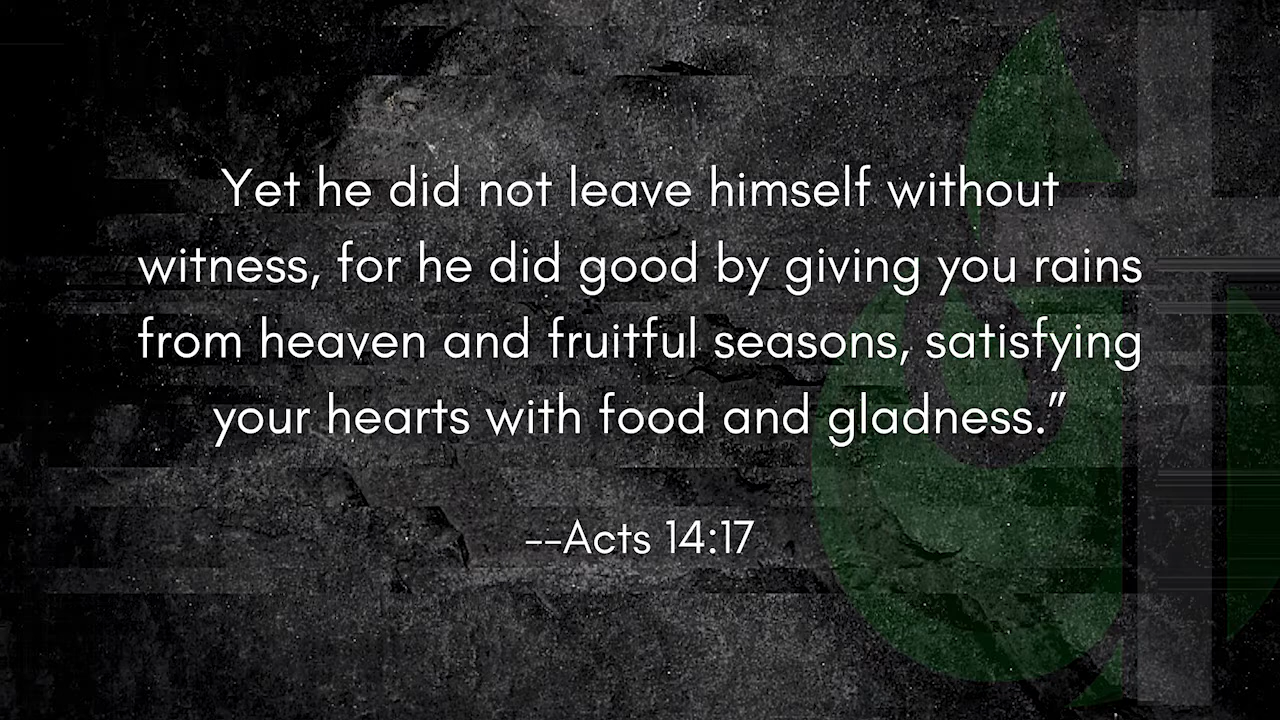 Yet he did not leave himself without
witness, for he did good by giving you rains
from heaven and fruitful seasons, satisfying
your hearts with food and gladness.”
--Acts 14:17